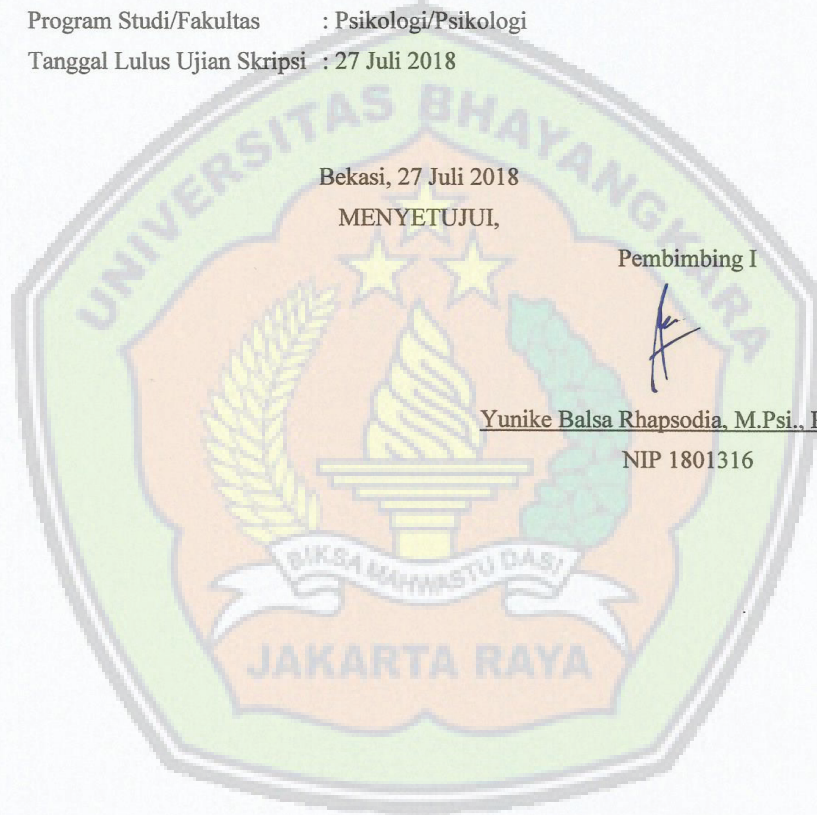 Program Studi/Fakultas : Psikologi/Psikologi
Tanggal Lulus Ujian Skripsi : 27 Juli 2018
UNIVERSITAS BHAYANGKARA
Bekasi, 27 Juli 2018
MENYETUJUI,
Pembimbing I
Yunike Balsa Rhapsodia, M.Psi.,
NIP 1801316
BIKSA MAHWASTU DASI
JAKARTA RAYA